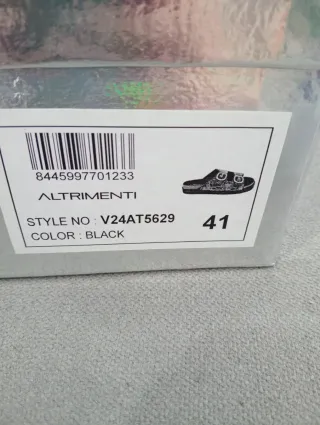 8445997701233
ALTRIMENTI
STYLE NO : V24AT5629
COLOR : BLACK
41